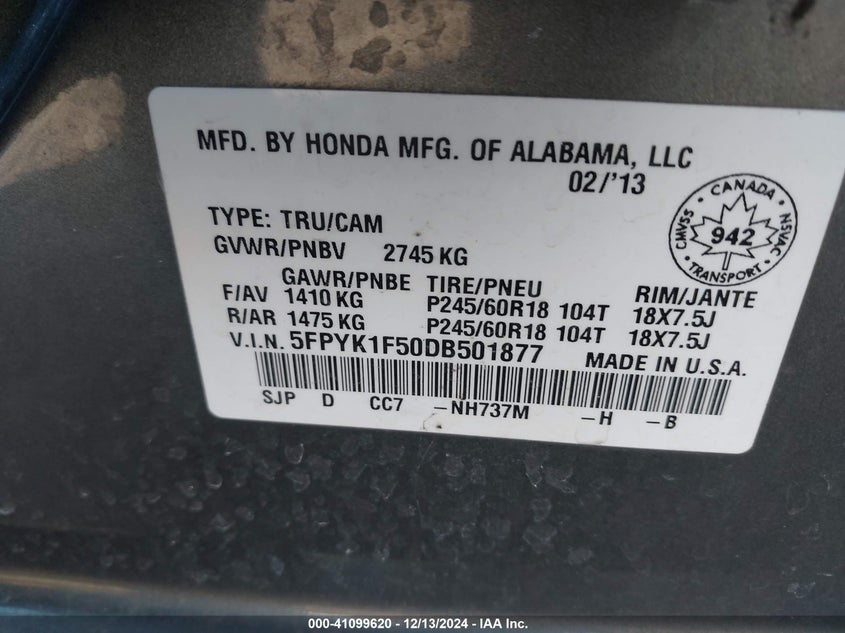 MFD. BY HONDA MFG. OF ALABAMA, LLC
02/'13
TYPE: TRU/CAM
GVWR/PNBV 2745 KG
GAWR/PNBE TIRE/PNEU RIM/JANTE
F/AV 1410 KG P245/60R18 104T 18X7.5J
R/AR 1475 KG P245/60R18 104T 18X7.5J
V.I.N. 5FPYK1F50DB501877 MADE IN U.S.A.
SJP D CC7 -NH737M -H -B
CANADA
CMVSS 942 NSVAC
TRANSPORT
000-41099620 / 12/13/2024 - IAA Inc.